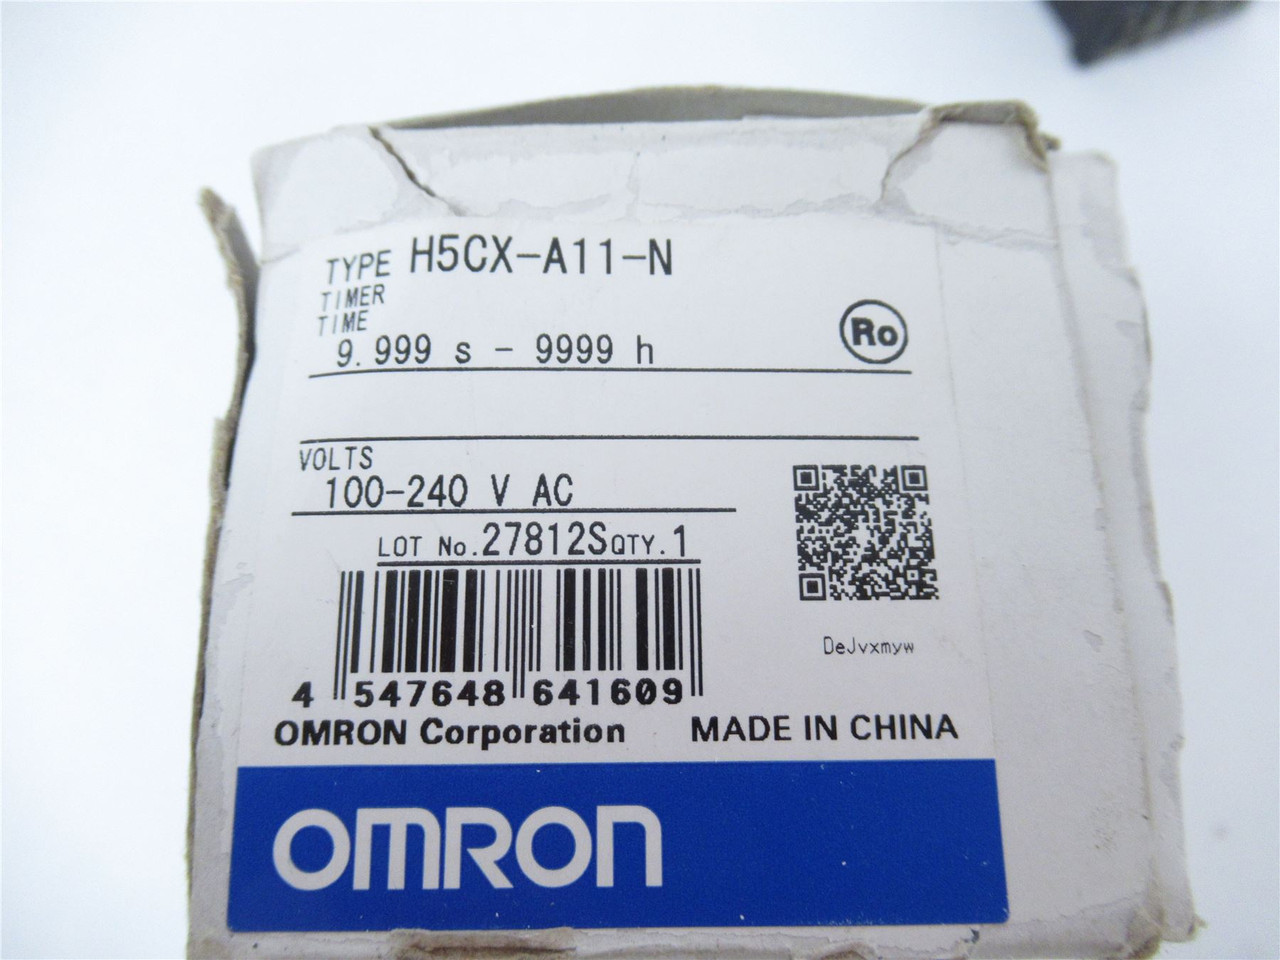 TYPE H5CX-A11-N
TIMER
TIME
9.999 s - 9999 h
Ro
VOLTS
100-240 V AC
LOT No.27812S QTY.1
DeJvxmyw
4 547648 641609
OMRON Corporation MADE IN CHINA
OMRON